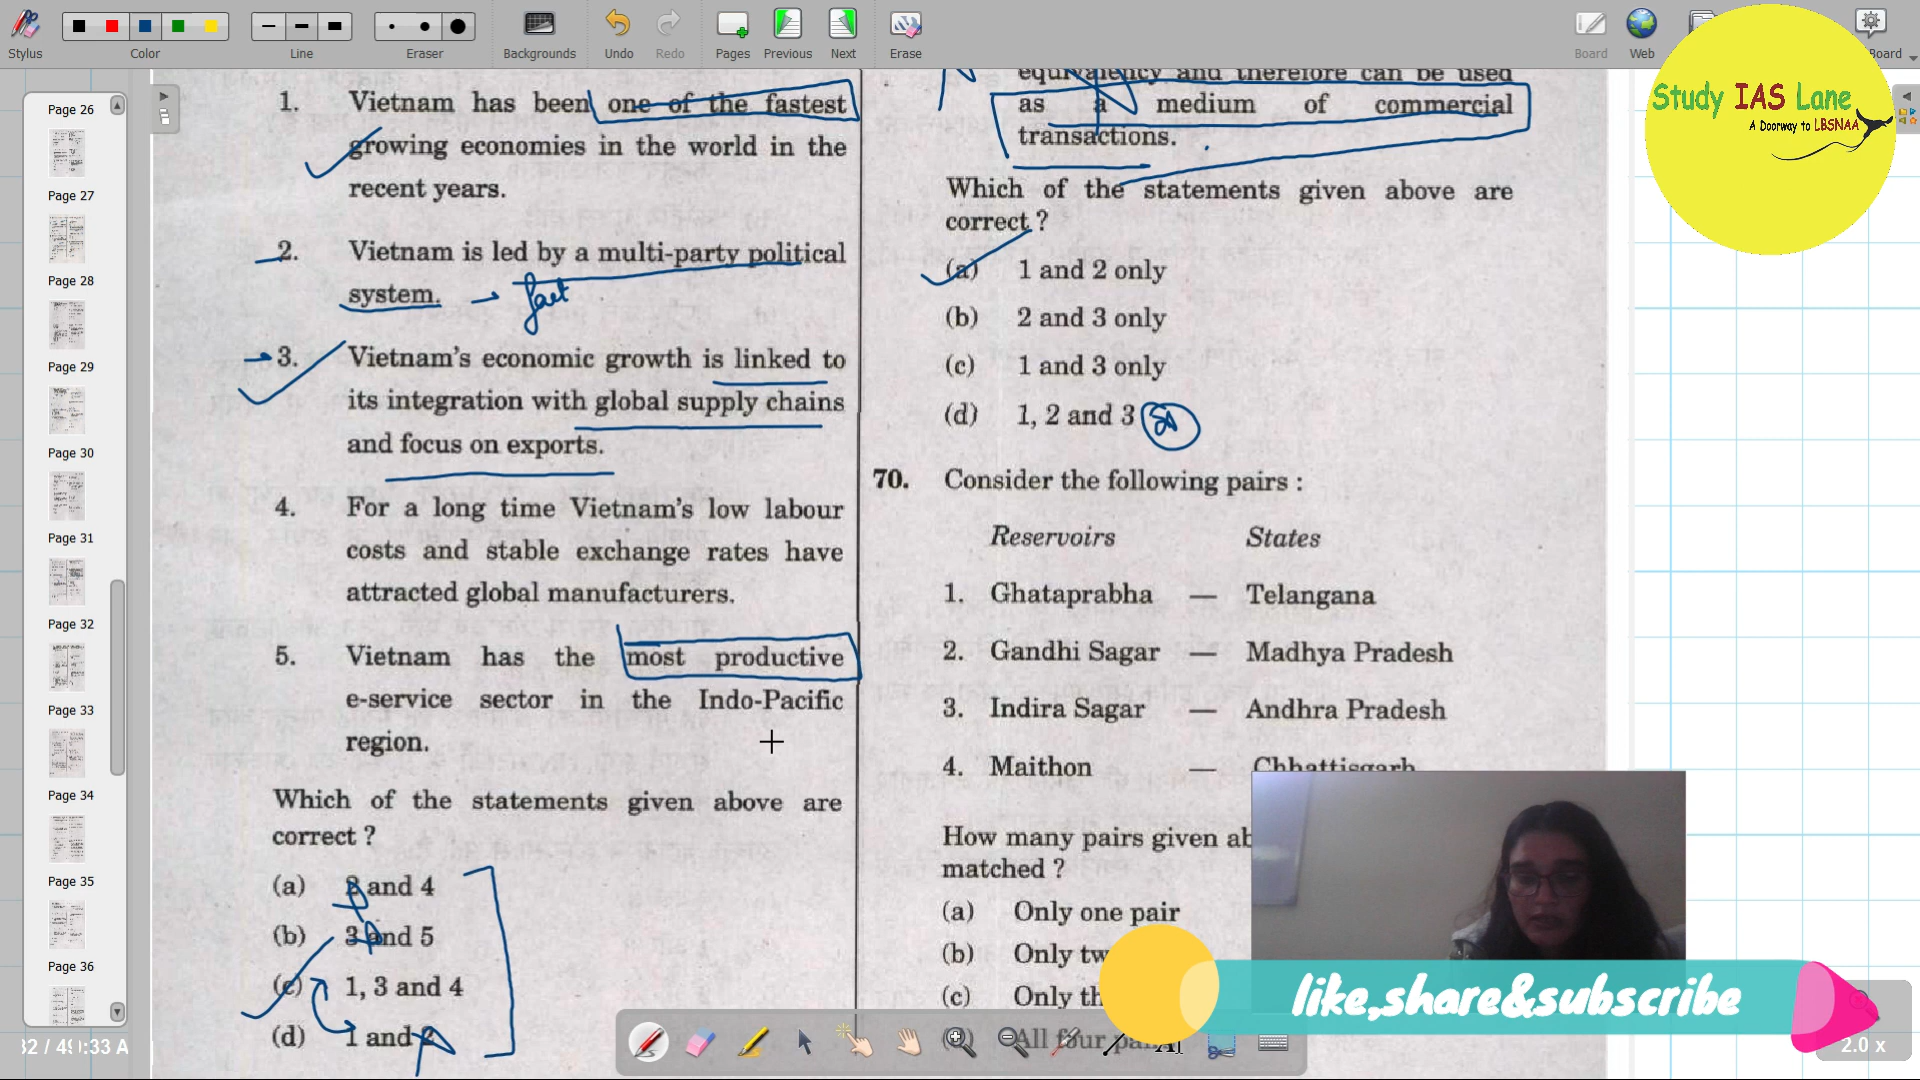 Stylus
Color
Line
Eraser
Backgrounds
Undo
Redo
Pages
Previous
Next
Erase
Board
Web
Board
Study IAS Lane
A Doorway to LBSNAA
Page 26
Page 27
Page 28
Page 29
Page 30
Page 31
Page 32
Page 33
Page 34
Page 35
Page 36
1. Vietnam has been one of the fastest
growing economies in the world in the
recent years.
2. Vietnam is led by a multi-party political
system.
3. Vietnam's economic growth is linked to
its integration with global supply chains
and focus on exports.
4. For a long time Vietnam's low labour
costs and stable exchange rates have
attracted global manufacturers.
5. Vietnam has the most productive
e-service sector in the Indo-Pacific
region.
Which of the statements given above are
correct ?
(a) 2 and 4
(b) 3 and 5
(c) 1, 3 and 4
(d) 1 and 2
equivalency and therefore can be used
as a medium of commercial
transactions.
Which of the statements given above are
correct ?
(a) 1 and 2 only
(b) 2 and 3 only
(c) 1 and 3 only
(d) 1, 2 and 3
70. Consider the following pairs :
Reservoirs States
1. Ghataprabha — Telangana
2. Gandhi Sagar — Madhya Pradesh
3. Indira Sagar — Andhra Pradesh
4. Maithon — Chhattisgarh
How many pairs given
matched ?
(a) Only one pair
(b) Only
(c) Only
All four
like,share&subscribe
2.0 x